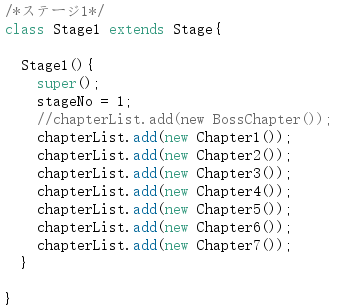 /*ステージ1*/
class Stage1 extends Stage{
Stage1(){
super();
stageNo = 1;
//chapterList.add(new BossChapter());
chapterList.add(new Chapter1());
chapterList.add(new Chapter2());
chapterList.add(new Chapter3());
chapterList.add(new Chapter4());
chapterList.add(new Chapter5());
chapterList.add(new Chapter6());
chapterList.add(new Chapter7());
}
}